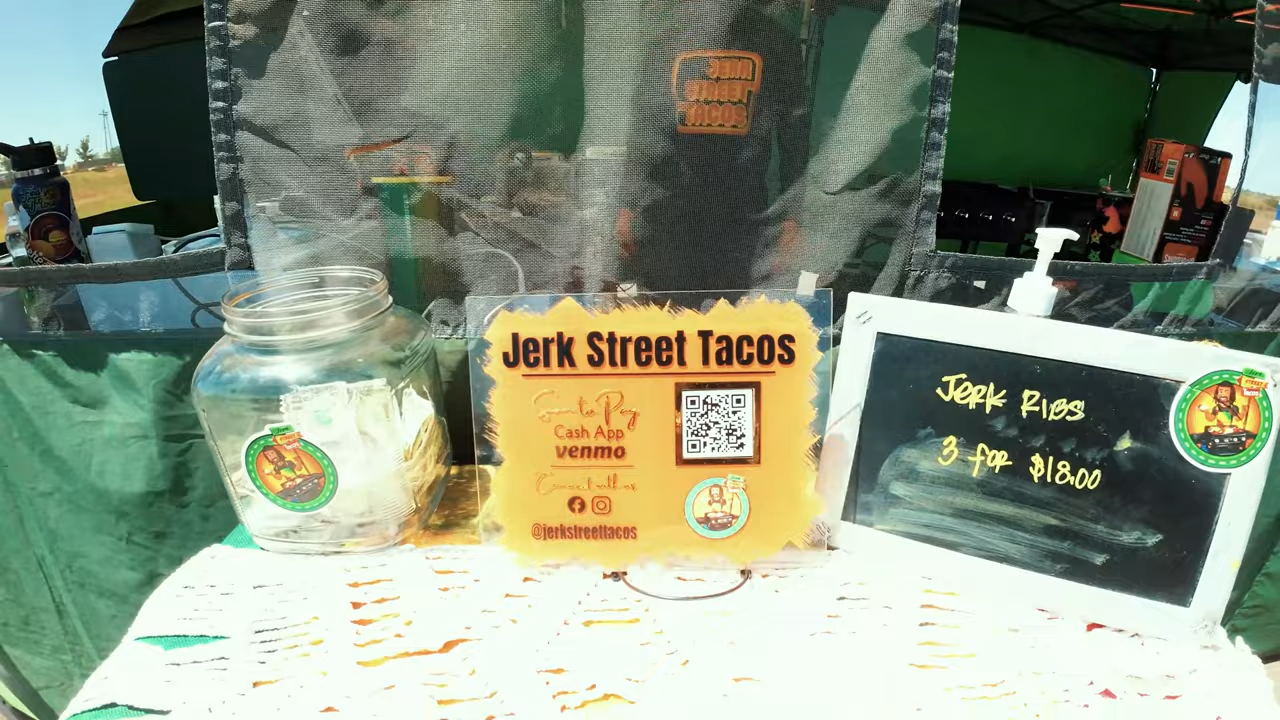 JERK
STREET
TACOS
Jerk Street Tacos
Scan to Pay
Cash App
venmo
Connect with us
@jerkstreettacos
JERK RIBS
3 for $18.00